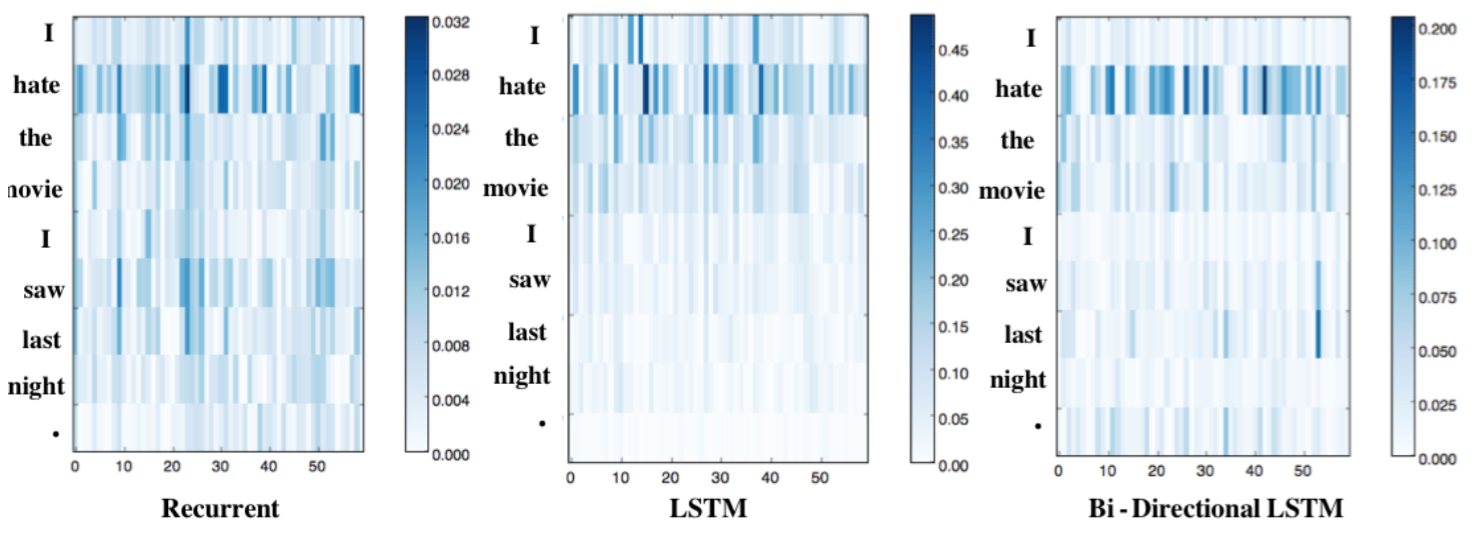 I
hate
the
novie
I
saw
last
night
.
0.032
0.028
0.024
0.020
0.016
0.012
0.008
0.004
0.000
0 10 20 30 40 50
Recurrent
I
hate
the
movie
I
saw
last
night
.
0.45
0.40
0.35
0.30
0.25
0.20
0.15
0.10
0.05
0.00
0 10 20 30 40 50
LSTM
I
hate
the
movie
I
saw
last
night
.
0.200
0.175
0.150
0.125
0.100
0.075
0.050
0.025
0.000
0 10 20 30 40 50
Bi - Directional LSTM